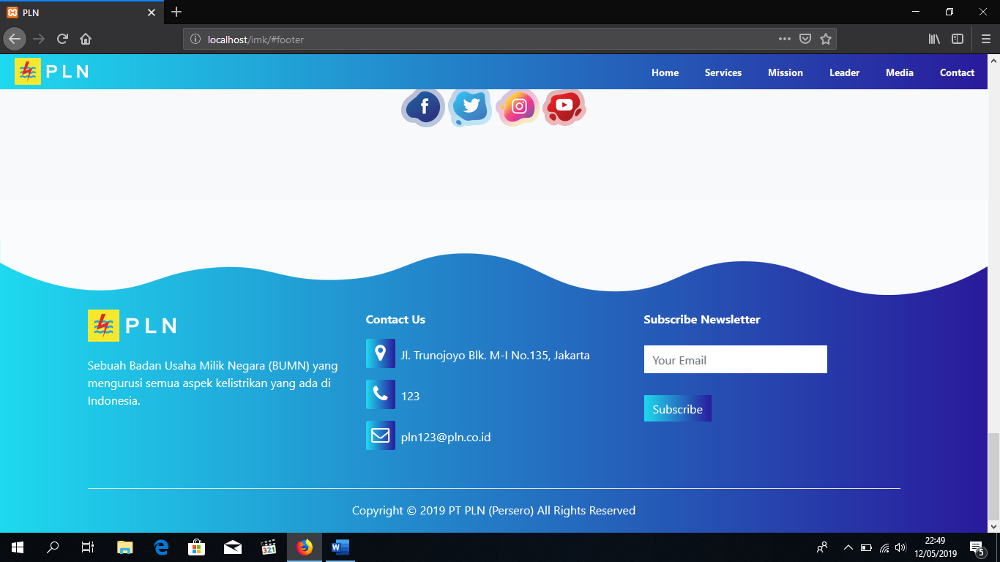 PLN
localhost/imk/#footer
PLN
Home
Services
Mission
Leader
Media
Contact
PLN
Sebuah Badan Usaha Milik Negara (BUMN) yang
mengurusi semua aspek kelistrikan yang ada di
Indonesia.
Contact Us
Jl. Trunojoyo Blk. M-I No.135, Jakarta
123
pln123@pln.co.id
Subscribe Newsletter
Your Email
Subscribe
Copyright © 2019 PT PLN (Persero) All Rights Reserved
321
22:49
12/05/2019
5